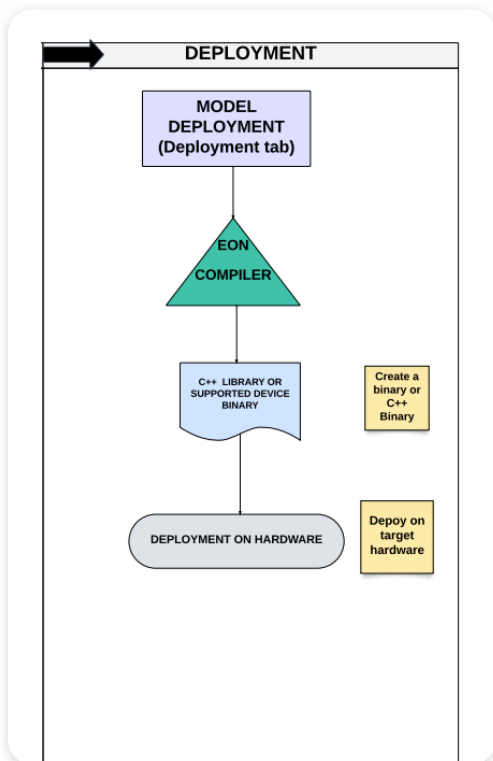 DEPLOYMENT
MODEL
DEPLOYMENT
(Deployment tab)
EON
COMPILER
C++ LIBRARY OR
SUPPORTED DEVICE
BINARY
Create a
binary or
C++
Binary
DEPLOYMENT ON HARDWARE
Depoy on
target
hardware